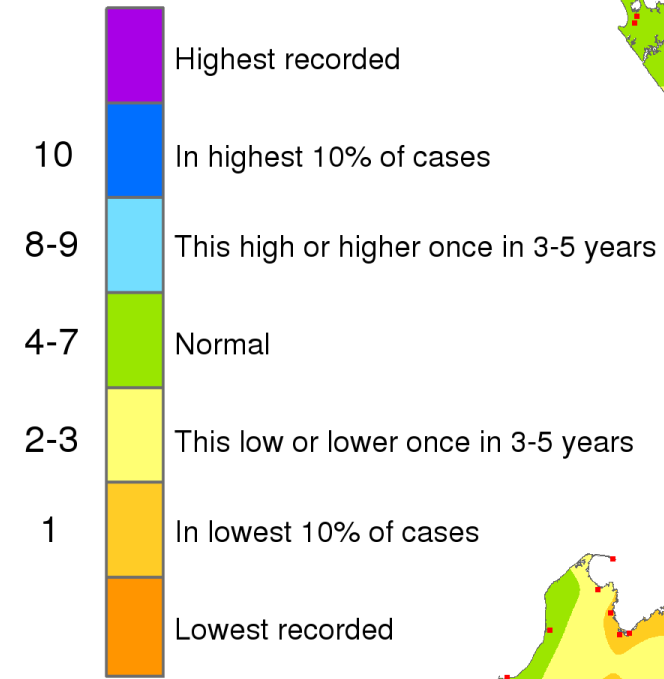 Highest recorded
10 In highest 10% of cases
8-9 This high or higher once in 3-5 years
4-7 Normal
2-3 This low or lower once in 3-5 years
1 In lowest 10% of cases
Lowest recorded